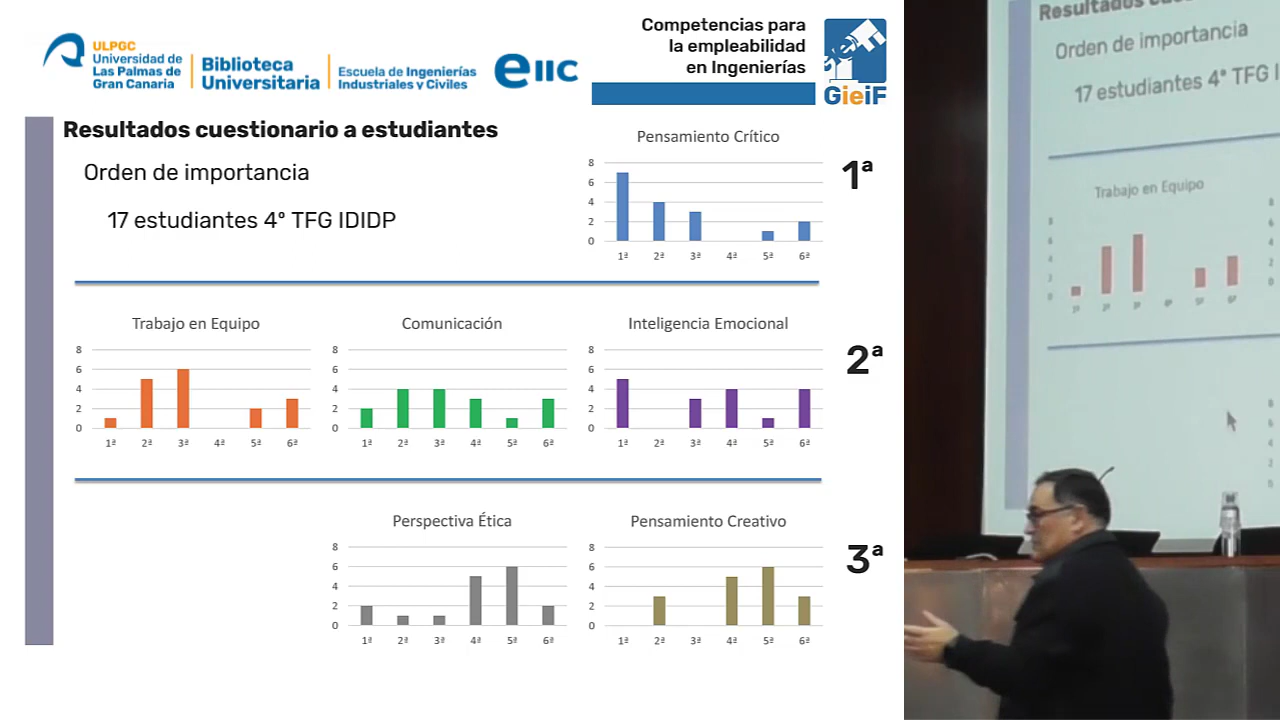 ULPGC
Universidad de
Las Palmas de
Gran Canaria
Biblioteca
Universitaria
Escuela de Ingenierías
Industriales y Civiles
eiic
Competencias para
la empleabilidad
en Ingenierías
GieiF
Resultados cuestionario a estudiantes
Orden de importancia
17 estudiantes 4º TFG IDIDP
Pensamiento Crítico
8
6
4
2
0
1ª 2ª 3ª 4ª 5ª 6ª
1ª
Trabajo en Equipo
8
6
4
2
0
1ª 2ª 3ª 4ª 5ª 6ª
Comunicación
8
6
4
2
0
1ª 2ª 3ª 4ª 5ª 6ª
Inteligencia Emocional
8
6
4
2
0
1ª 2ª 3ª 4ª 5ª 6ª
2ª
Perspectiva Ética
8
6
4
2
0
1ª 2ª 3ª 4ª 5ª 6ª
Pensamiento Creativo
8
6
4
2
0
1ª 2ª 3ª 4ª 5ª 6ª
3ª
Resultados
Orden de importancia
17 estudiantes 4º TFG
Trabajo en Equipo